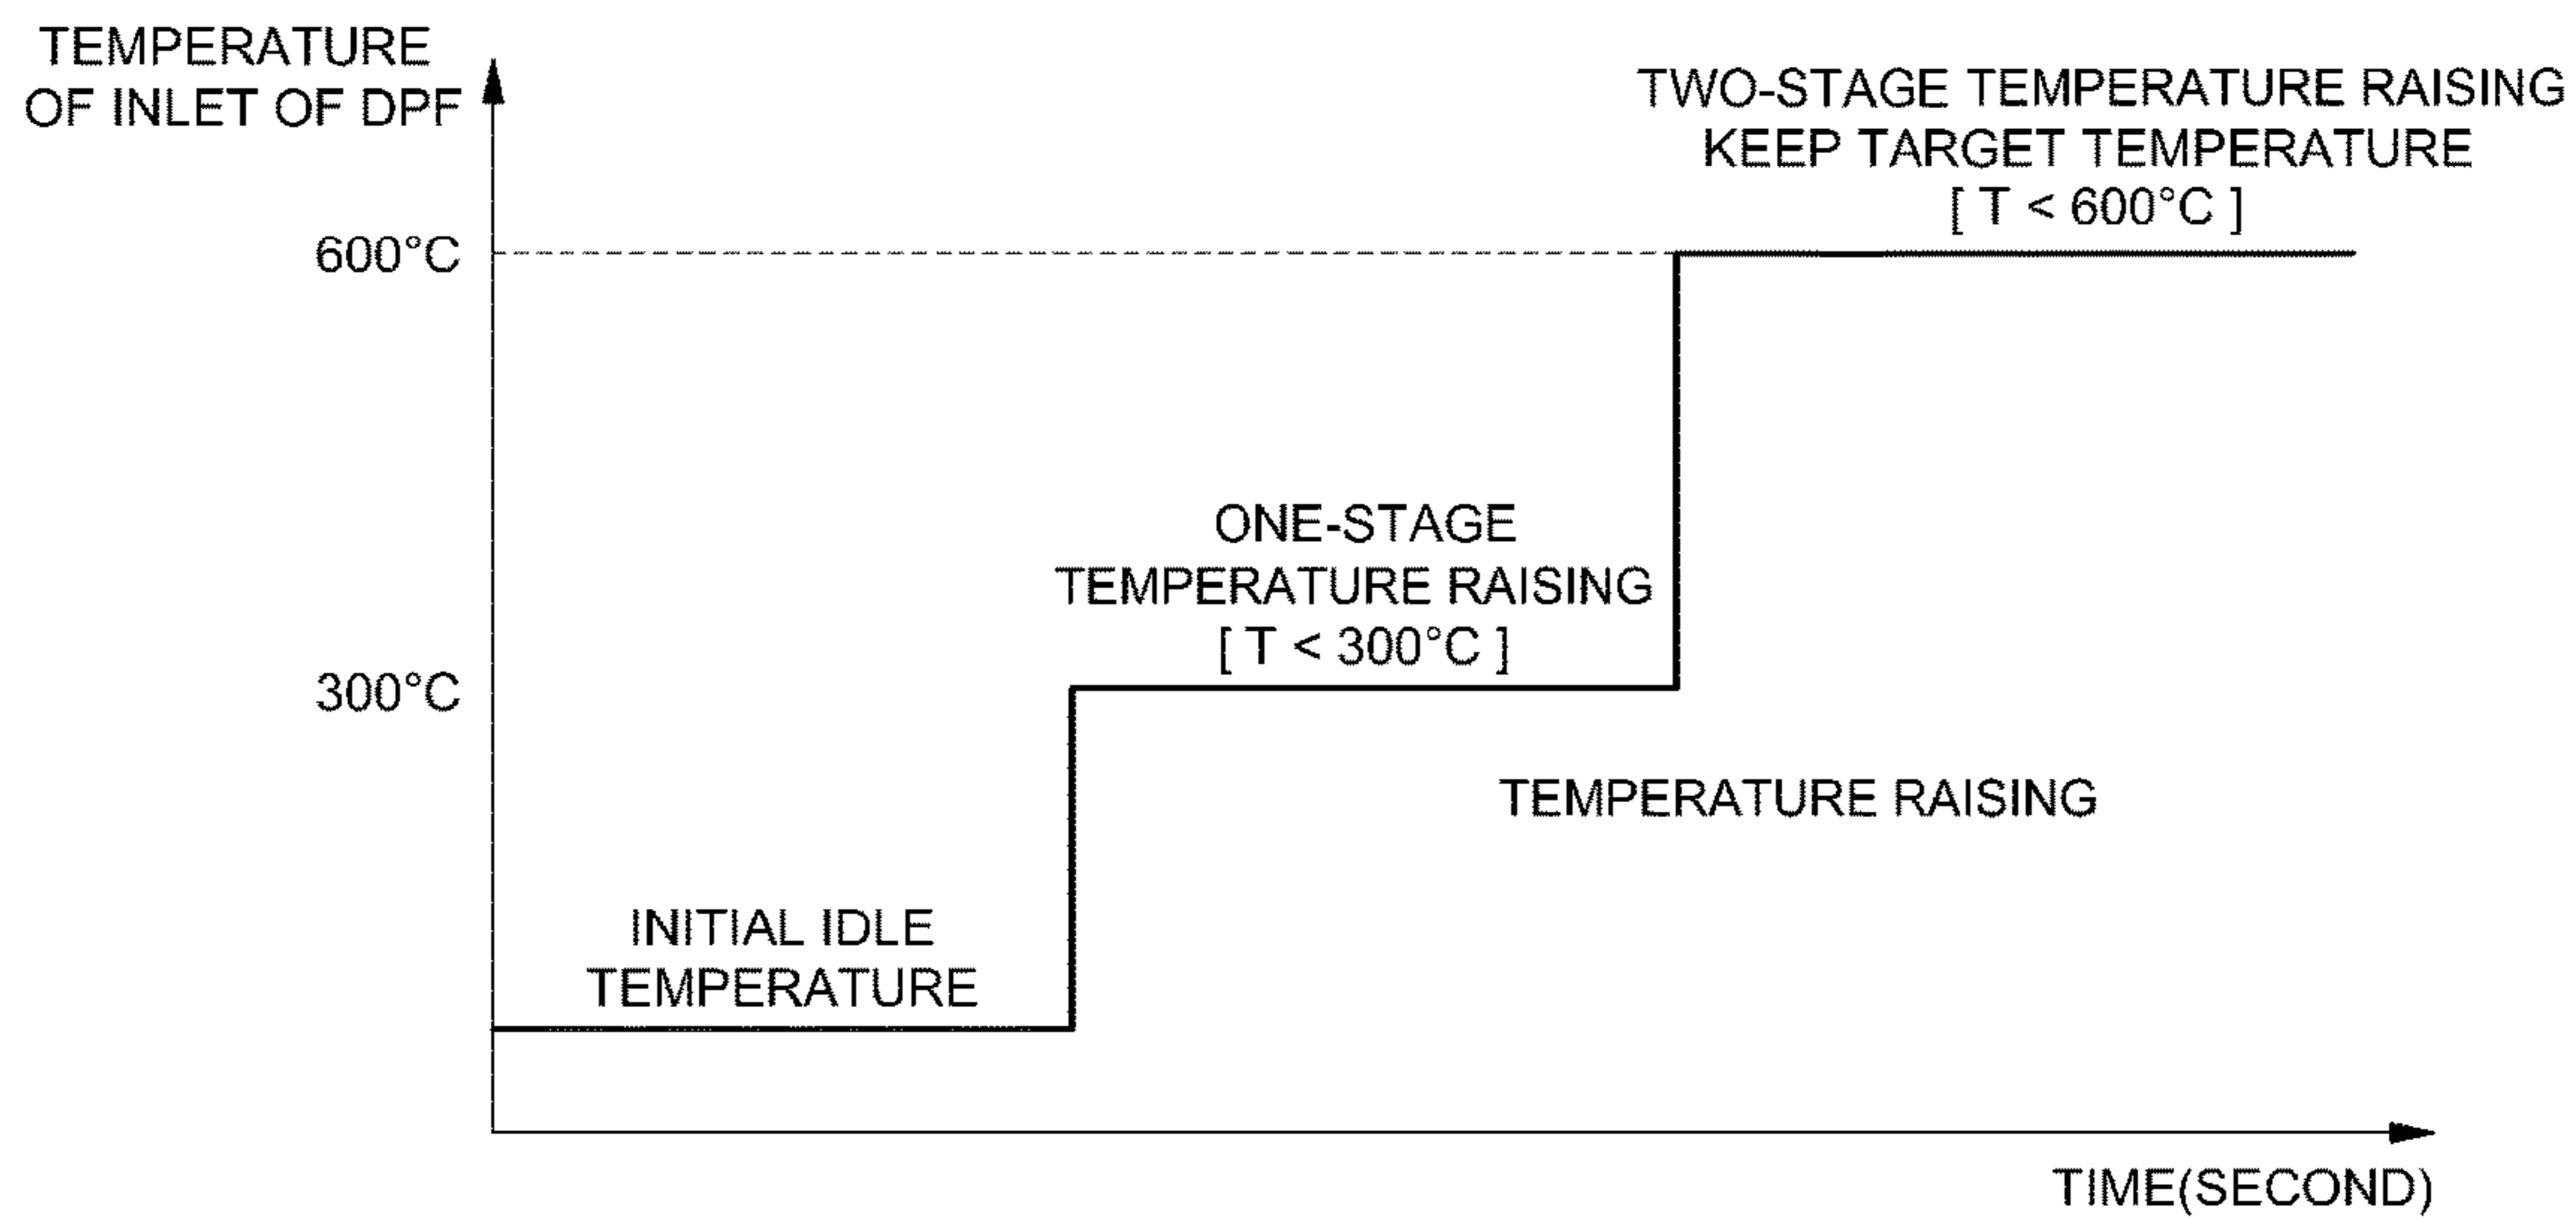 TEMPERATURE
OF INLET OF DPF
TWO-STAGE TEMPERATURE RAISING
KEEP TARGET TEMPERATURE
[ T < 600°C ]
600°C
ONE-STAGE
TEMPERATURE RAISING
[ T < 300°C ]
300°C
TEMPERATURE RAISING
INITIAL IDLE
TEMPERATURE
TIME(SECOND)